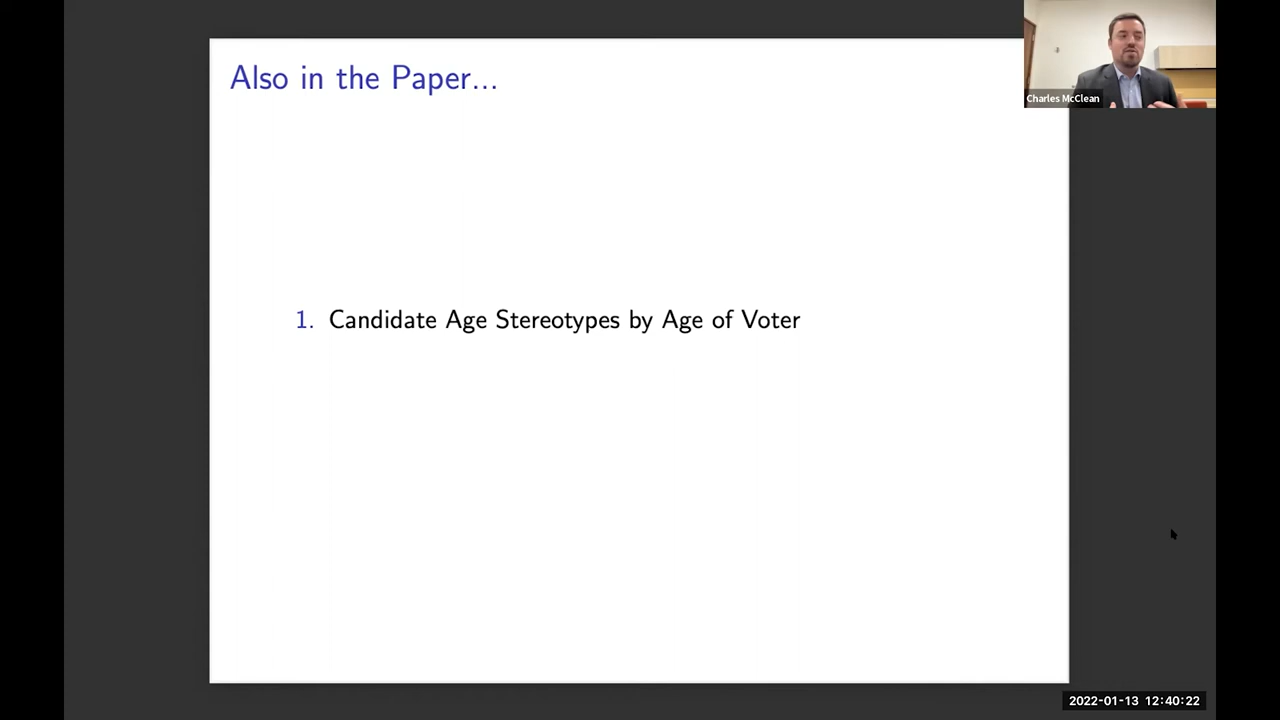 Also in the Paper...
Charles McClean
1. Candidate Age Stereotypes by Age of Voter
2022-01-13 12:40:22